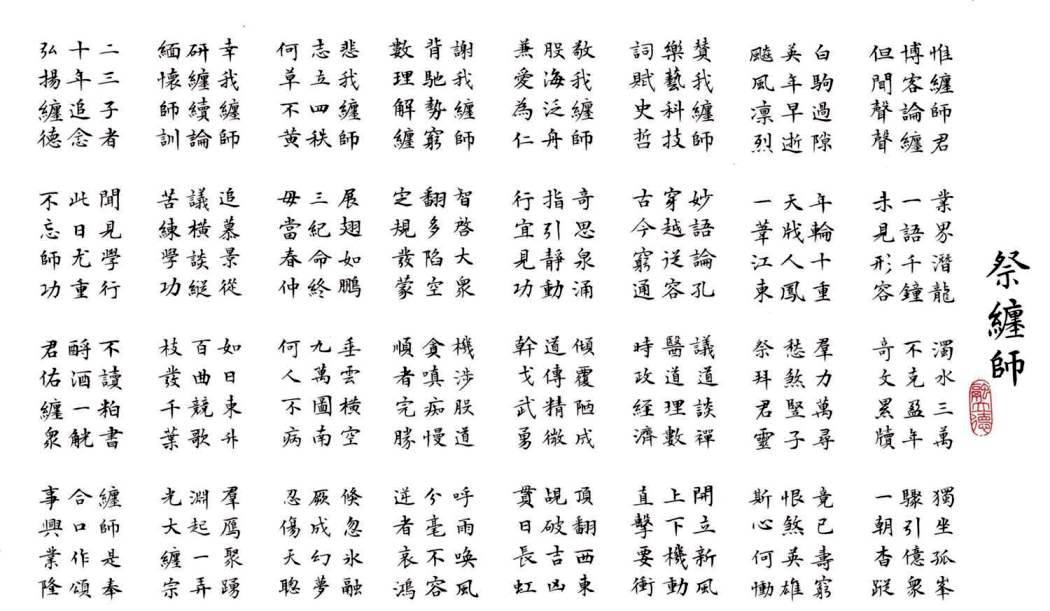 祭纏師
惟纏師君 業界潛龍 濁水三萬 獨坐孤峯
博客論纏 一語千鐘 不克盈年 驟引億衆
但聞聲聲 未見形容 奇文累牘 一朝杳蹤
白駒過隙 年輪十重 羣力萬尋 竟已壽窮
英年早逝 天戕人鳳 愁煞堅子 恨煞英雄
飈風凛烈 一葦江東 祭拜君靈 斯心何慟
贊我纏師 妙語論孔 議道談禪 開立新風
樂藝科技 穿越從容 醫道理數 上下機動
詞賦史哲 古今窮通 時政經濟 直擊要衝
敬我纏師 奇思泉涌 傾覆陋成 頂翻西東
股海泛舟 指引靜動 道傳精微 覘破吉凶
兼愛為仁 行宜見功 幹戈武勇 貫日長虹
謝我纏師 智啓大衆 機涉股道 呼雨喚風
背馳勢窮 翻多陷空 貪嗔痴慢 分毫不容
數理解纏 定規發蒙 順者完勝 逆者哀鴻
悲我纏師 展翅如鵬 垂雲橫空 倏忽永融
志立四秩 三紀命終 九萬圖南 厥成幻夢
何草不黃 毋當春仲 何人不病 忍傷天聰
幸我纏師 追慕景從 如日東升 羣鴈聚踴
研纏續論 議橫談縱 百曲競歌 淵起一弄
緬懷師訓 苦練學功 枝發千葉 光大纏宗
二三子者 聞見學行 不讀粕書 纏師是奉
十年追念 此日尤重 酹酒一觥 合口作頌
弘揚纏德 不忘師功 君佑纏衆 事興業隆